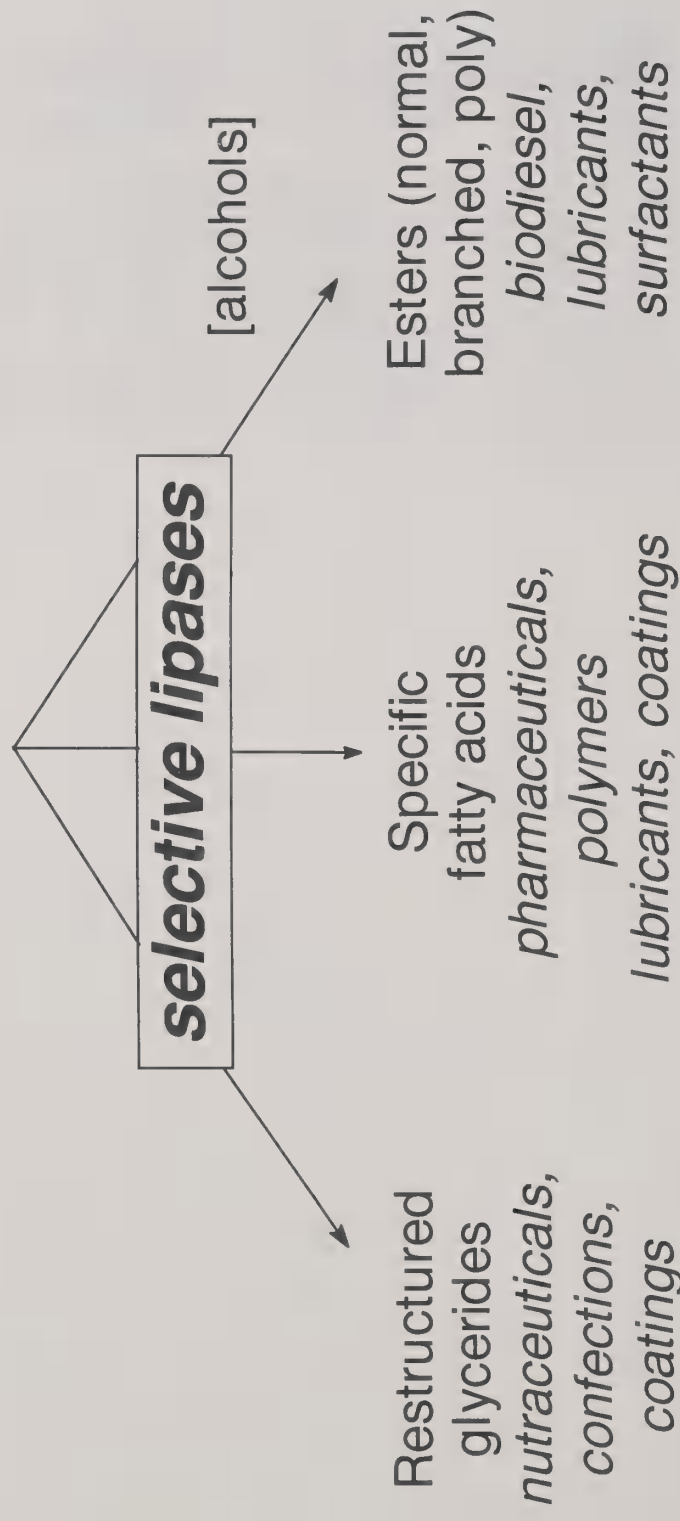 selective lipases
[alcohols]
Restructured
glycerides
nutraceuticals,
confections,
coatings
Specific
fatty acids
pharmaceuticals,
polymers
lubricants, coatings
Esters (normal,
branched, poly)
biodiesel,
lubricants,
surfactants